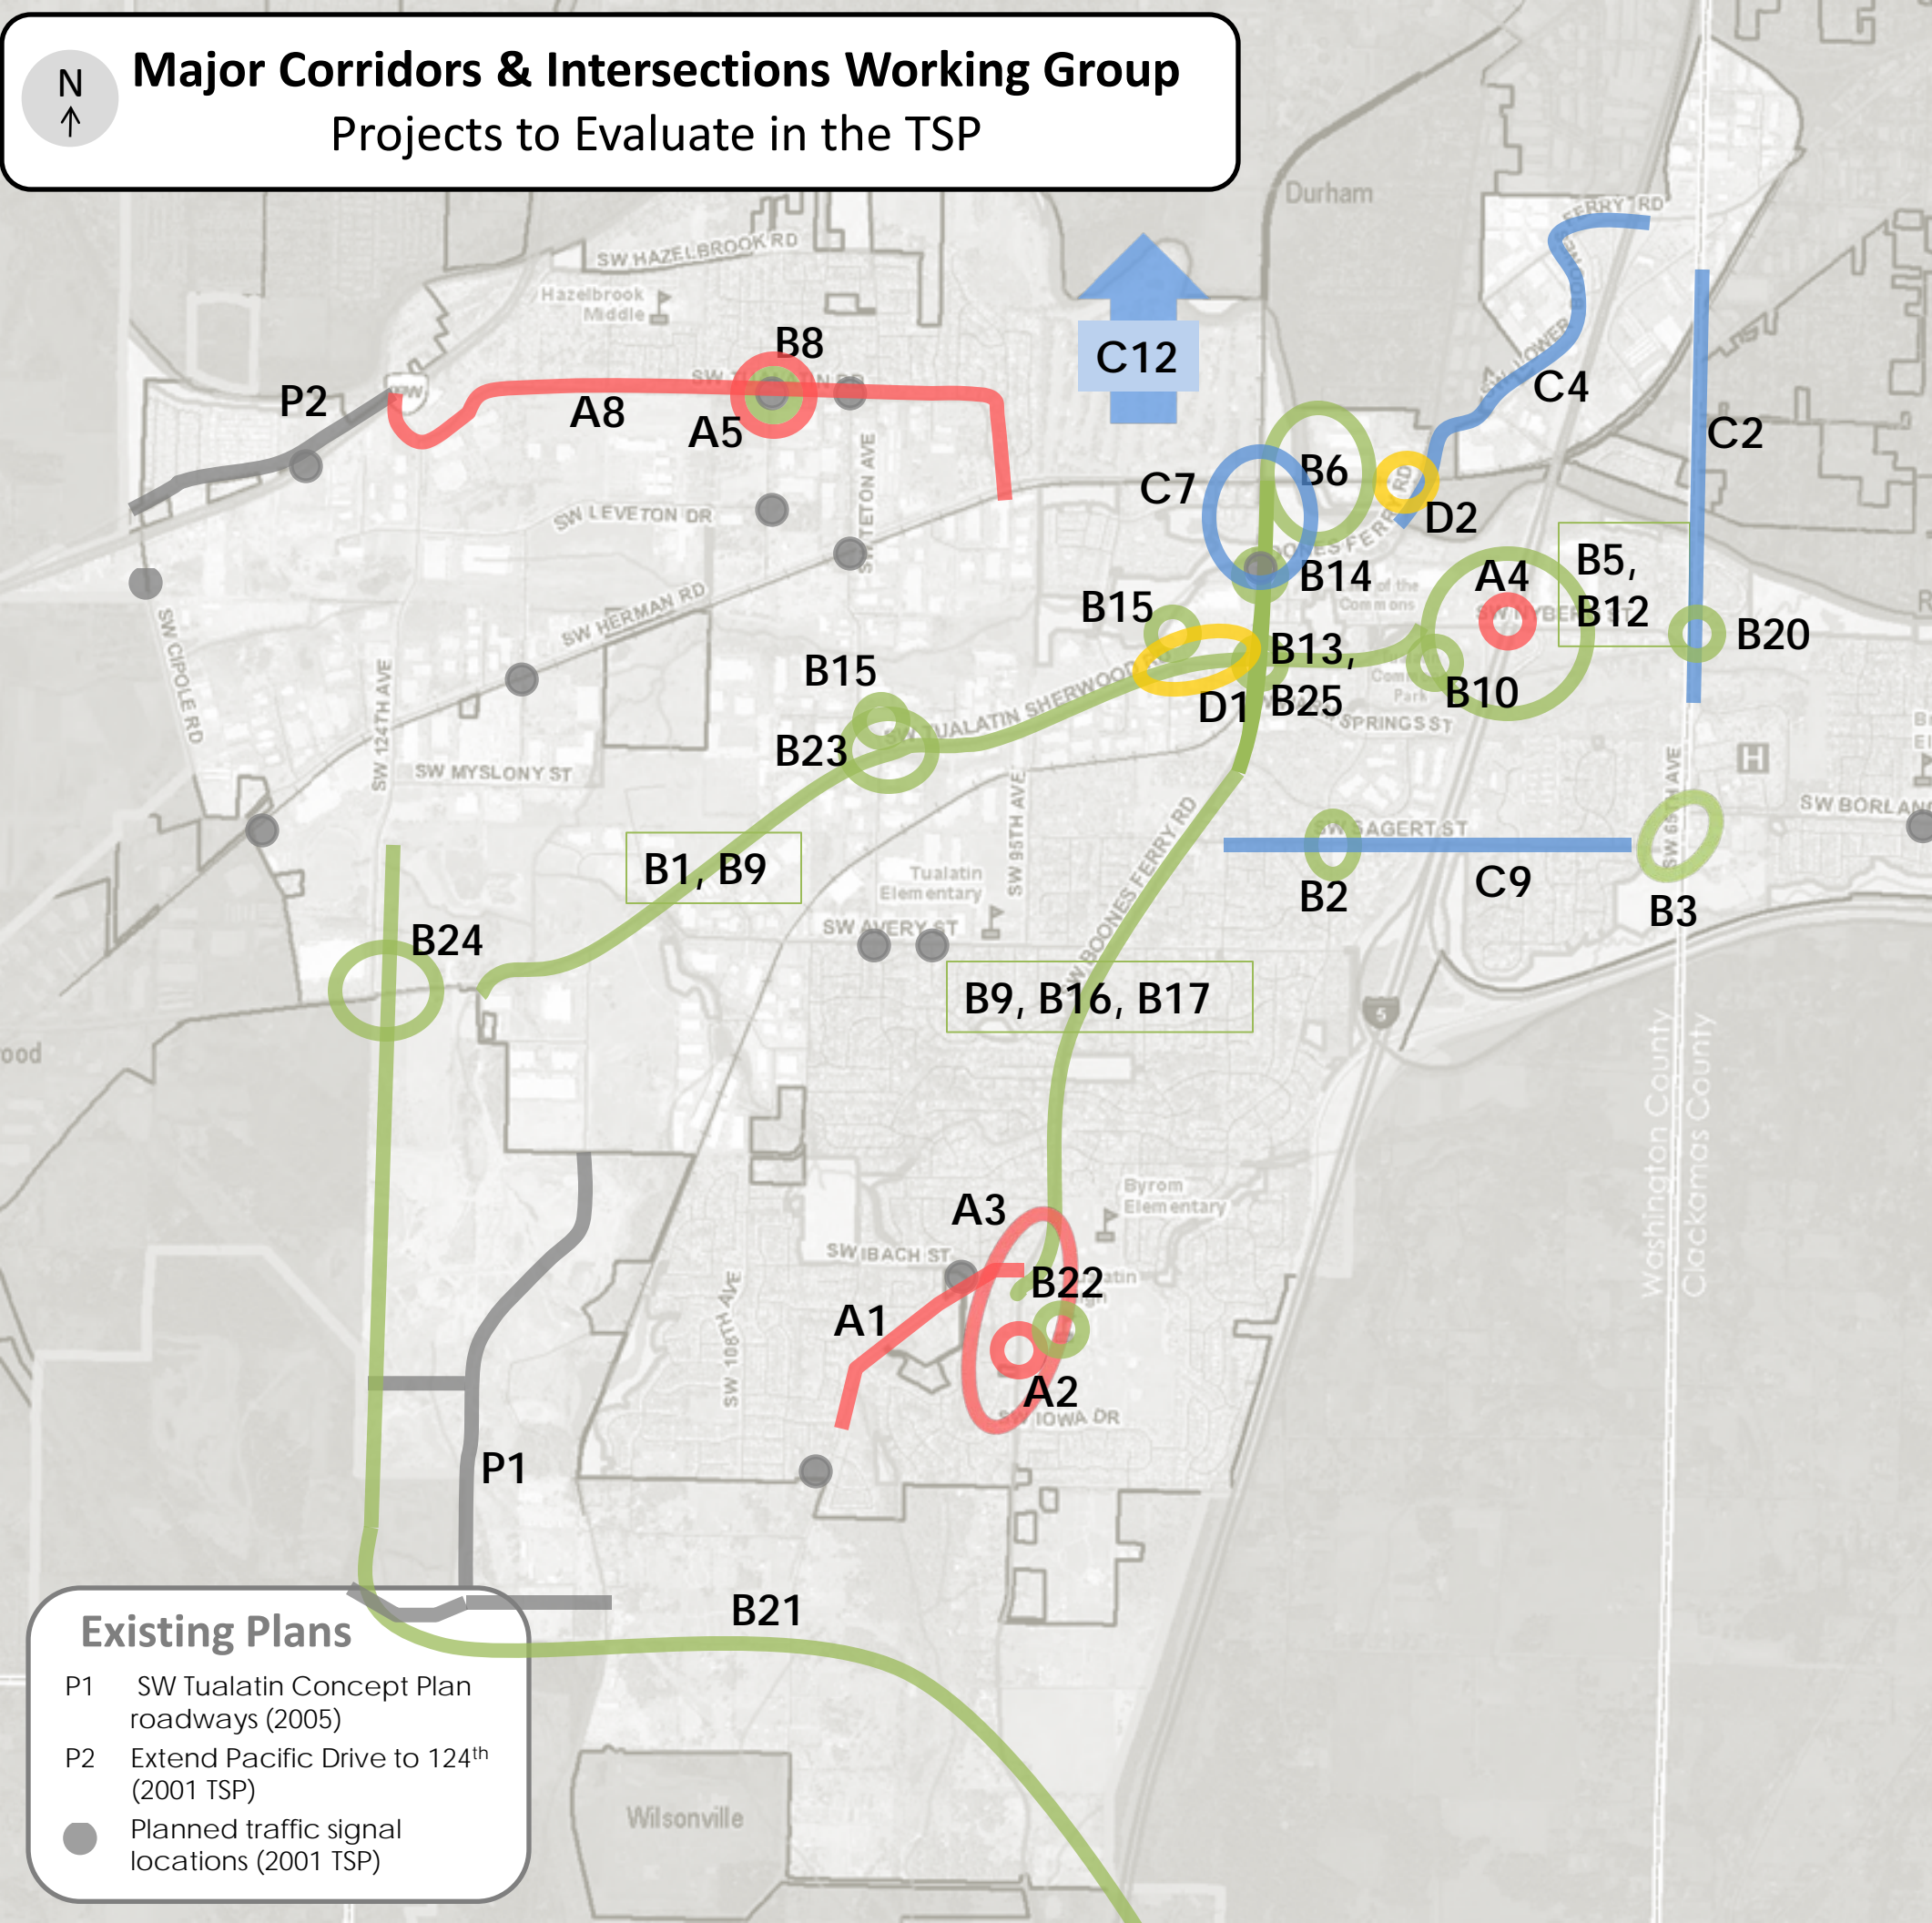 N
Major Corridors & Intersections Working Group
Projects to Evaluate in the TSP
Durham
FERRY RD
SW HAZELBROOK RD
Hazelbrook
Middle
B8
C12
P2
A8
A5
C4
C2
SW TETON AVE
C7
B6
D2
SW LEVETON DR
B14
A4
B5,
B12
B15
B20
SW HERMAN RD
SW CIPOLE RD
B13,
B25
D1
B10
B15
B23
SW TUALATIN SHERWOOD RD
SPRINGS ST
SW 124TH AVE
SW MYSLONY ST
SW 95TH AVE
SW BOONES FERRY RD
SW 65TH AVE
H
SW BORLAN
SW SAGERT ST
B1, B9
Tualatin
Elementary
B2
C9
B3
SW AVERY ST
B24
B9, B16, B17
5
ood
Washington County
Clackamas County
A3
Byrom
Elementary
SW IBACH ST
B22
A1
SW 108TH AVE
A2
SW IOWA DR
P1
B21
Existing Plans
P1 SW Tualatin Concept Plan
roadways (2005)
P2 Extend Pacific Drive to 124th
(2001 TSP)
Planned traffic signal
locations (2001 TSP)
Wilsonville